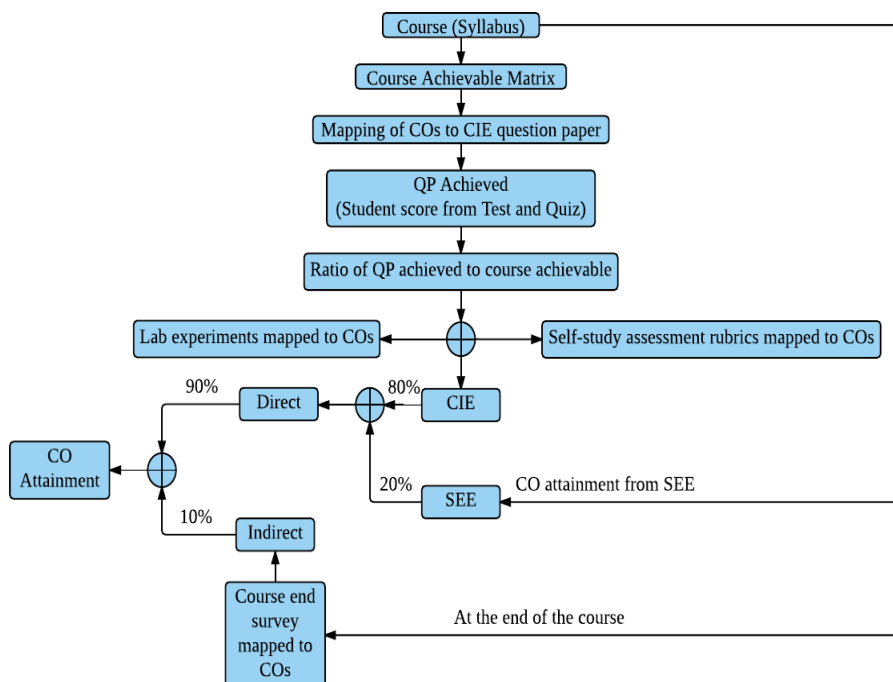 Course (Syllabus)
Course Achievable Matrix
Mapping of COs to CIE question paper
QP Achieved
(Student score from Test and Quiz)
Ratio of QP achieved to course achievable
Lab experiments mapped to COs
Self-study assessment rubrics mapped to COs
90%
Direct
80%
CIE
CO
Attainment
20%
SEE
CO attainment from SEE
10%
Indirect
Course end
survey
mapped to
COs
At the end of the course